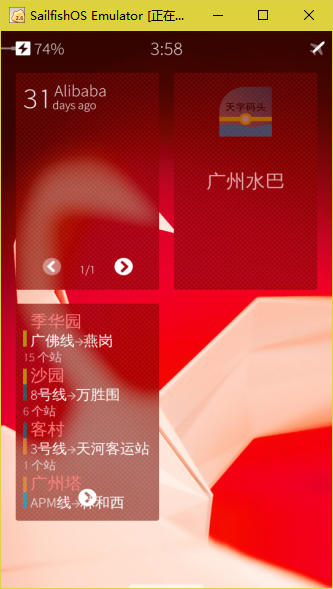 SailfishOS Emulator [正在...
74%
3:58
31 Alibaba
days ago
1/1
天字码头
广州水巴
季华园
广佛线→燕岗
15 个站
沙园
8号线→万胜围
6 个站
客村
3号线→天河客运站
1 个站
广州塔
APM线→林和西